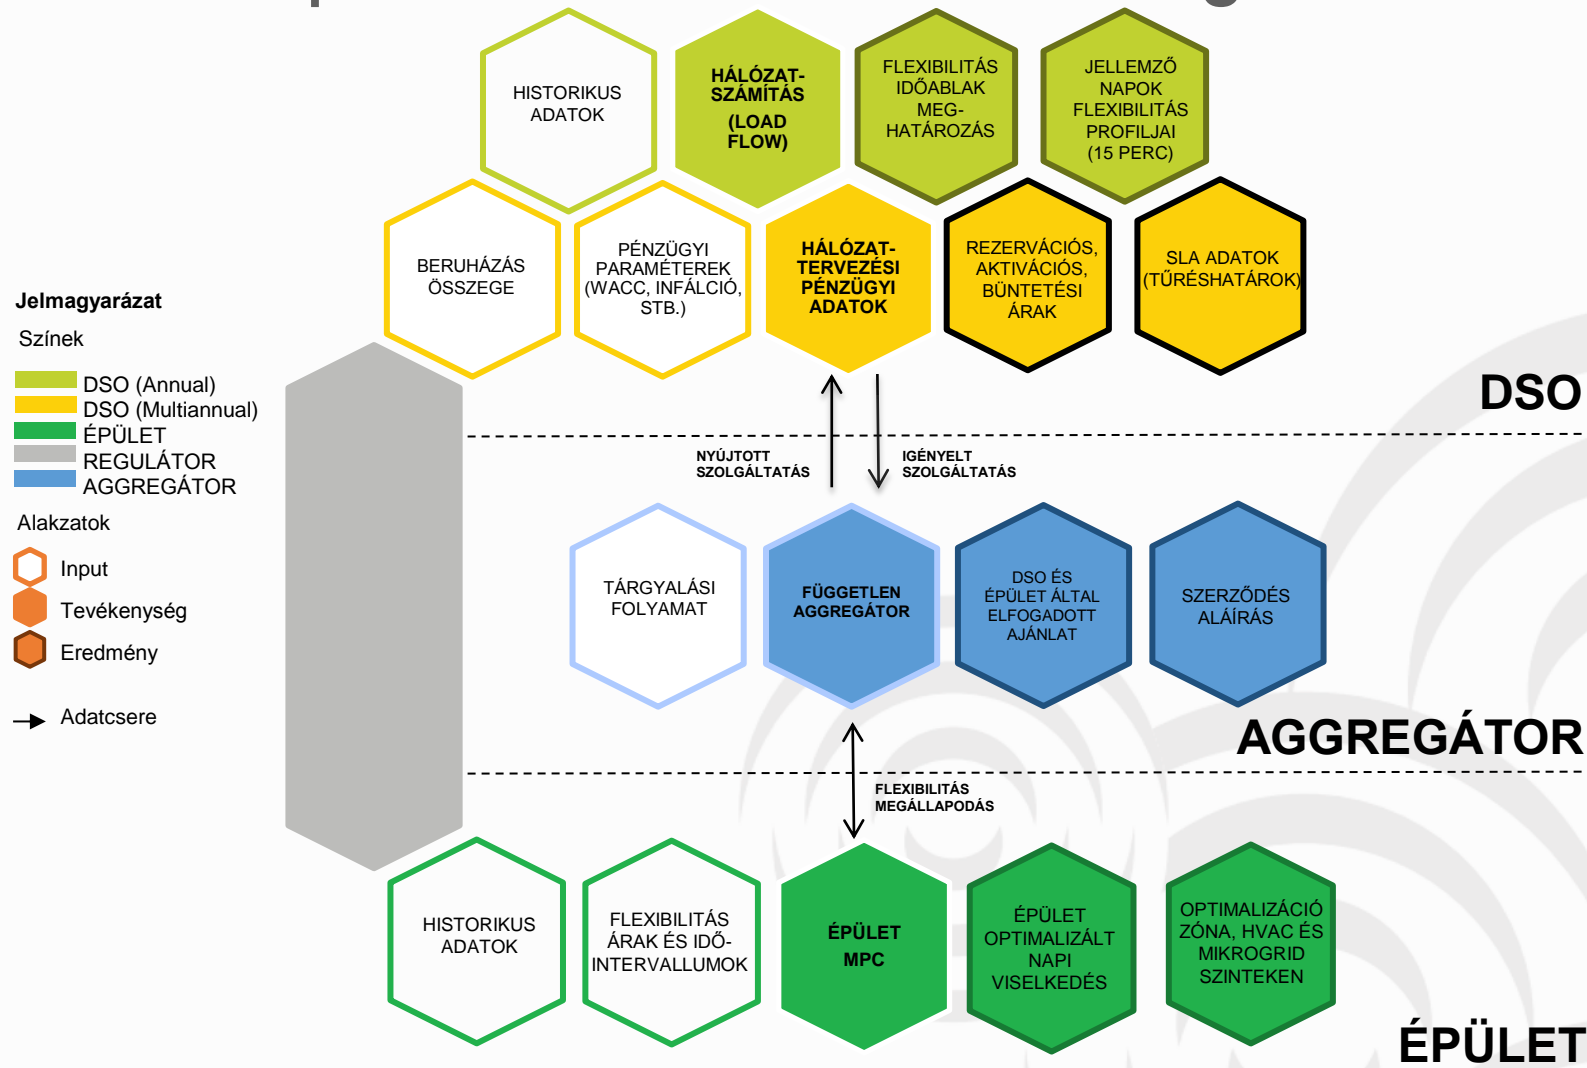 HISTORIKUS
ADATOK
HÁLÓZAT-
SZÁMÍTÁS
(LOAD
FLOW)
FLEXIBILITÁS
IDŐABLAK
MEG-
HATÁROZÁS
JELLEMZŐ
NAPOK
FLEXIBILITÁS
PROFILJAI
(15 PERC)
BERUHÁZÁS
ÖSSZEGE
PÉNZÜGYI
PARAMÉTEREK
(WACC, INFÁLCIÓ,
STB.)
HÁLÓZAT-
TERVEZÉSI
PÉNZÜGYI
ADATOK
REZERVÁCIÓS,
AKTIVÁCIÓS,
BÜNTETÉSI
ÁRAK
SLA ADATOK
(TŰRÉSHATÁROK)
Jelmagyarázat
Színek
DSO (Annual)
DSO (Multiannual)
ÉPÜLET
REGULÁTOR
AGGREGÁTOR
Alakzatok
Input
Tevékenység
Eredmény
Adatcsere
DSO
NYÚJTOTT
SZOLGÁLTATÁS
IGÉNYELT
SZOLGÁLTATÁS
TÁRGYALÁSI
FOLYAMAT
FÜGGETLEN
AGGREGÁTOR
DSO ÉS
ÉPÜLET ÁLTAL
ELFOGADOTT
AJÁNLAT
SZERZŐDÉS
ALÁÍRÁS
AGGREGÁTOR
FLEXIBILITÁS
MEGÁLLAPODÁS
HISTORIKUS
ADATOK
FLEXIBILITÁS
ÁRAK ÉS IDŐ-
INTERVALLUMOK
ÉPÜLET
MPC
ÉPÜLET
OPTIMALIZÁLT
NAPI
VISELKEDÉS
OPTIMALIZÁCIÓ
ZÓNA, HVAC ÉS
MIKROGRID
SZINTEKEN
ÉPÜLET